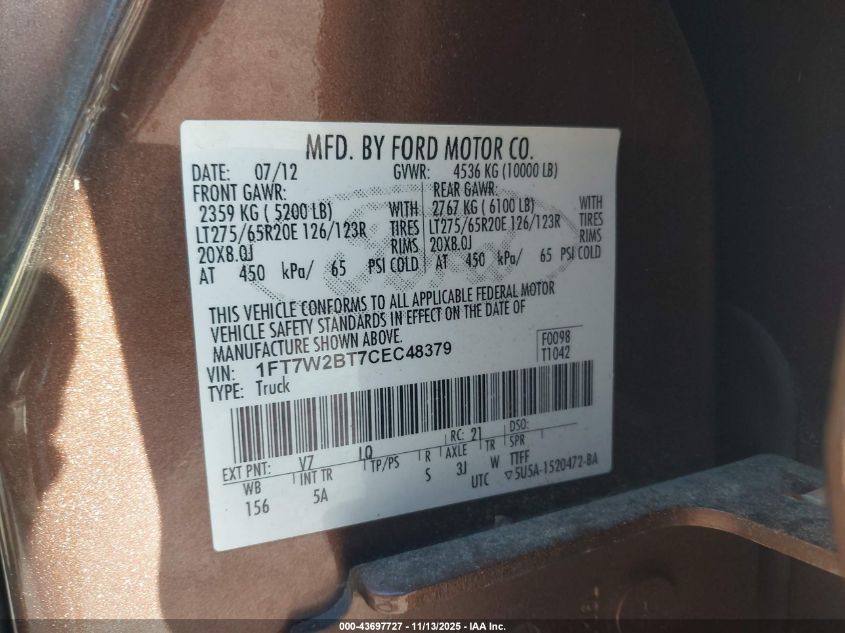 MFD. BY FORD MOTOR CO.
DATE: 07/12 GVWR: 4536 KG (10000 LB)
FRONT GAWR: REAR GAWR:
2359 KG ( 5200 LB) WITH 2767 KG ( 6100 LB) WITH
LT275/65R20E 126/123R TIRES LT275/65R20E 126/123R TIRES
20X8.0J RIMS 20X8.0J RIMS
AT 450 kPa/ 65 PSI COLD AT 450 kPa/ 65 PSI COLD
THIS VEHICLE CONFORMS TO ALL APPLICABLE FEDERAL MOTOR
VEHICLE SAFETY STANDARDS IN EFFECT ON THE DATE OF
MANUFACTURE SHOWN ABOVE.
VIN: 1FT7W2BT7CEC48379
TYPE: Truck
F0098
T1042
EXT PNT: VZ LQ RC: 21 DSO:
WB INT TR TP/PS R AXLE TR SPR
156 5A S 3J W TTFF
UTC ▽5U5A-1520472-BA
000-43697727 - 11/13/2025 - IAA Inc.